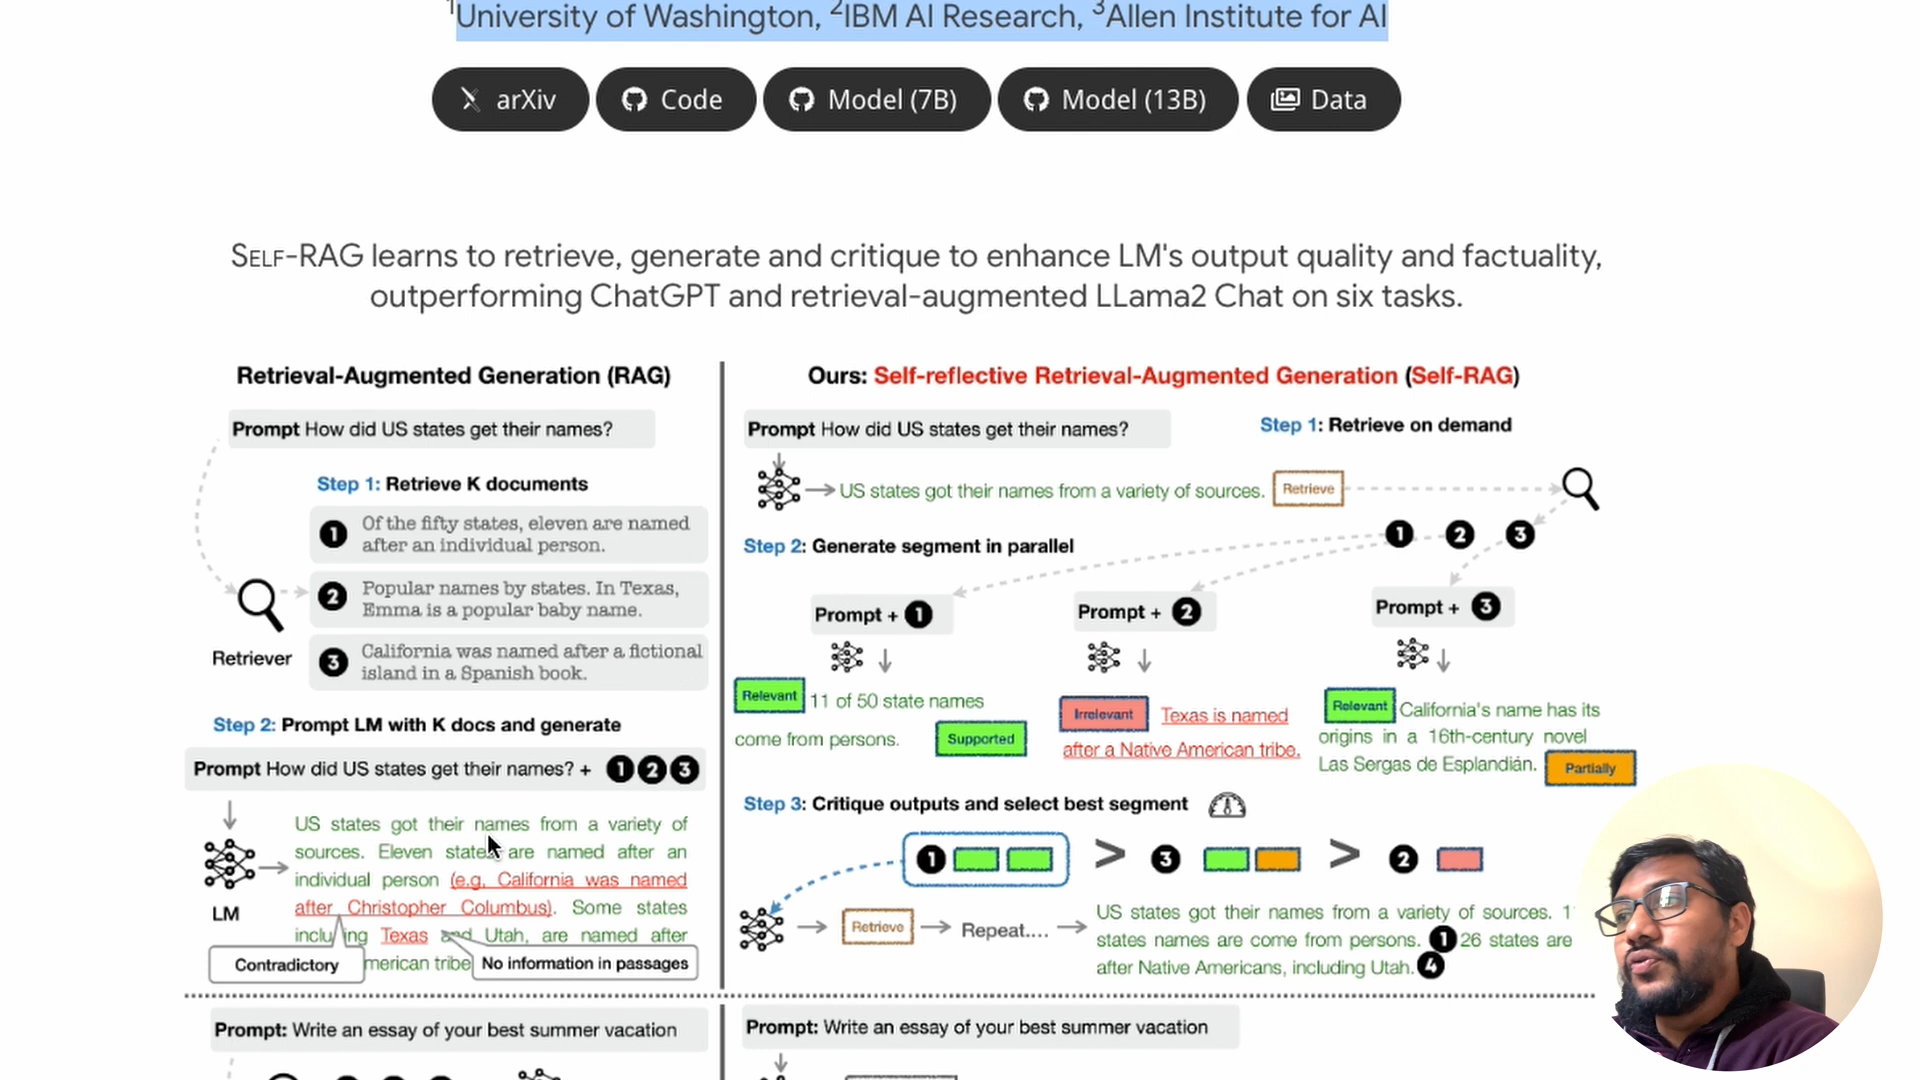 1University of Washington, 2IBM AI Research, 3Allen Institute for AI
arXiv
Code
Model (7B)
Model (13B)
Data
SELF-RAG learns to retrieve, generate and critique to enhance LM's output quality and factuality,
outperforming ChatGPT and retrieval-augmented LLama2 Chat on six tasks.
Retrieval-Augmented Generation (RAG)
Prompt How did US states get their names?
Step 1: Retrieve K documents
1 Of the fifty states, eleven are named
after an individual person.
2 Popular names by states. In Texas,
Emma is a popular baby name.
3 California was named after a fictional
island in a Spanish book.
Retriever
Step 2: Prompt LM with K docs and generate
Prompt How did US states get their names? + 1 2 3
LM
US states got their names from a variety of
sources. Eleven states are named after an
individual person (e.g, California was named
after Christopher Columbus). Some states
including Texas and Utah, are named after
merican tribe
Contradictory
No information in passages
Ours: Self-reflective Retrieval-Augmented Generation (Self-RAG)
Prompt How did US states get their names?
Step 1: Retrieve on demand
US states got their names from a variety of sources. Retrieve
1 2 3
Step 2: Generate segment in parallel
Prompt + 1
Prompt + 2
Prompt + 3
Relevant 11 of 50 state names
come from persons. Supported
Irrelevant Texas is named
after a Native American tribe.
Relevant California's name has its
origins in a 16th-century novel
Las Sergas de Esplandián. Partially
Step 3: Critique outputs and select best segment
1 > 3 > 2
Retrieve
Repeat....
US states got their names from a variety of sources. 1
states names are come from persons. 1 26 states are
after Native Americans, including Utah. 4
Prompt: Write an essay of your best summer vacation
Prompt: Write an essay of your best summer vacation